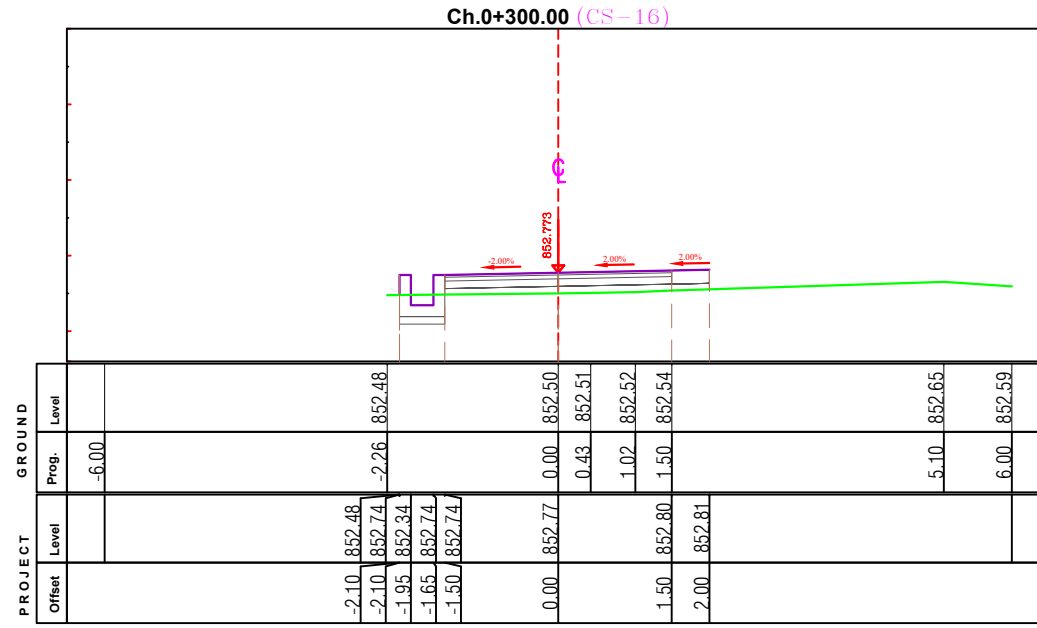 Ch.0+300.00 (CS-16)
CL
852.773
-2.00% 2.00% 2.00%
GROUND
Level 852.48 852.50 852.51 852.52 852.54 852.65 852.59
Prog. -6.00 -2.26 0.00 0.43 1.02 1.50 5.10 6.00
PROJECT
Level 852.48 852.74 852.34 852.74 852.74 852.77 852.80 852.81
Offset -2.10 -2.10 -1.95 -1.65 -1.50 0.00 1.50 2.00